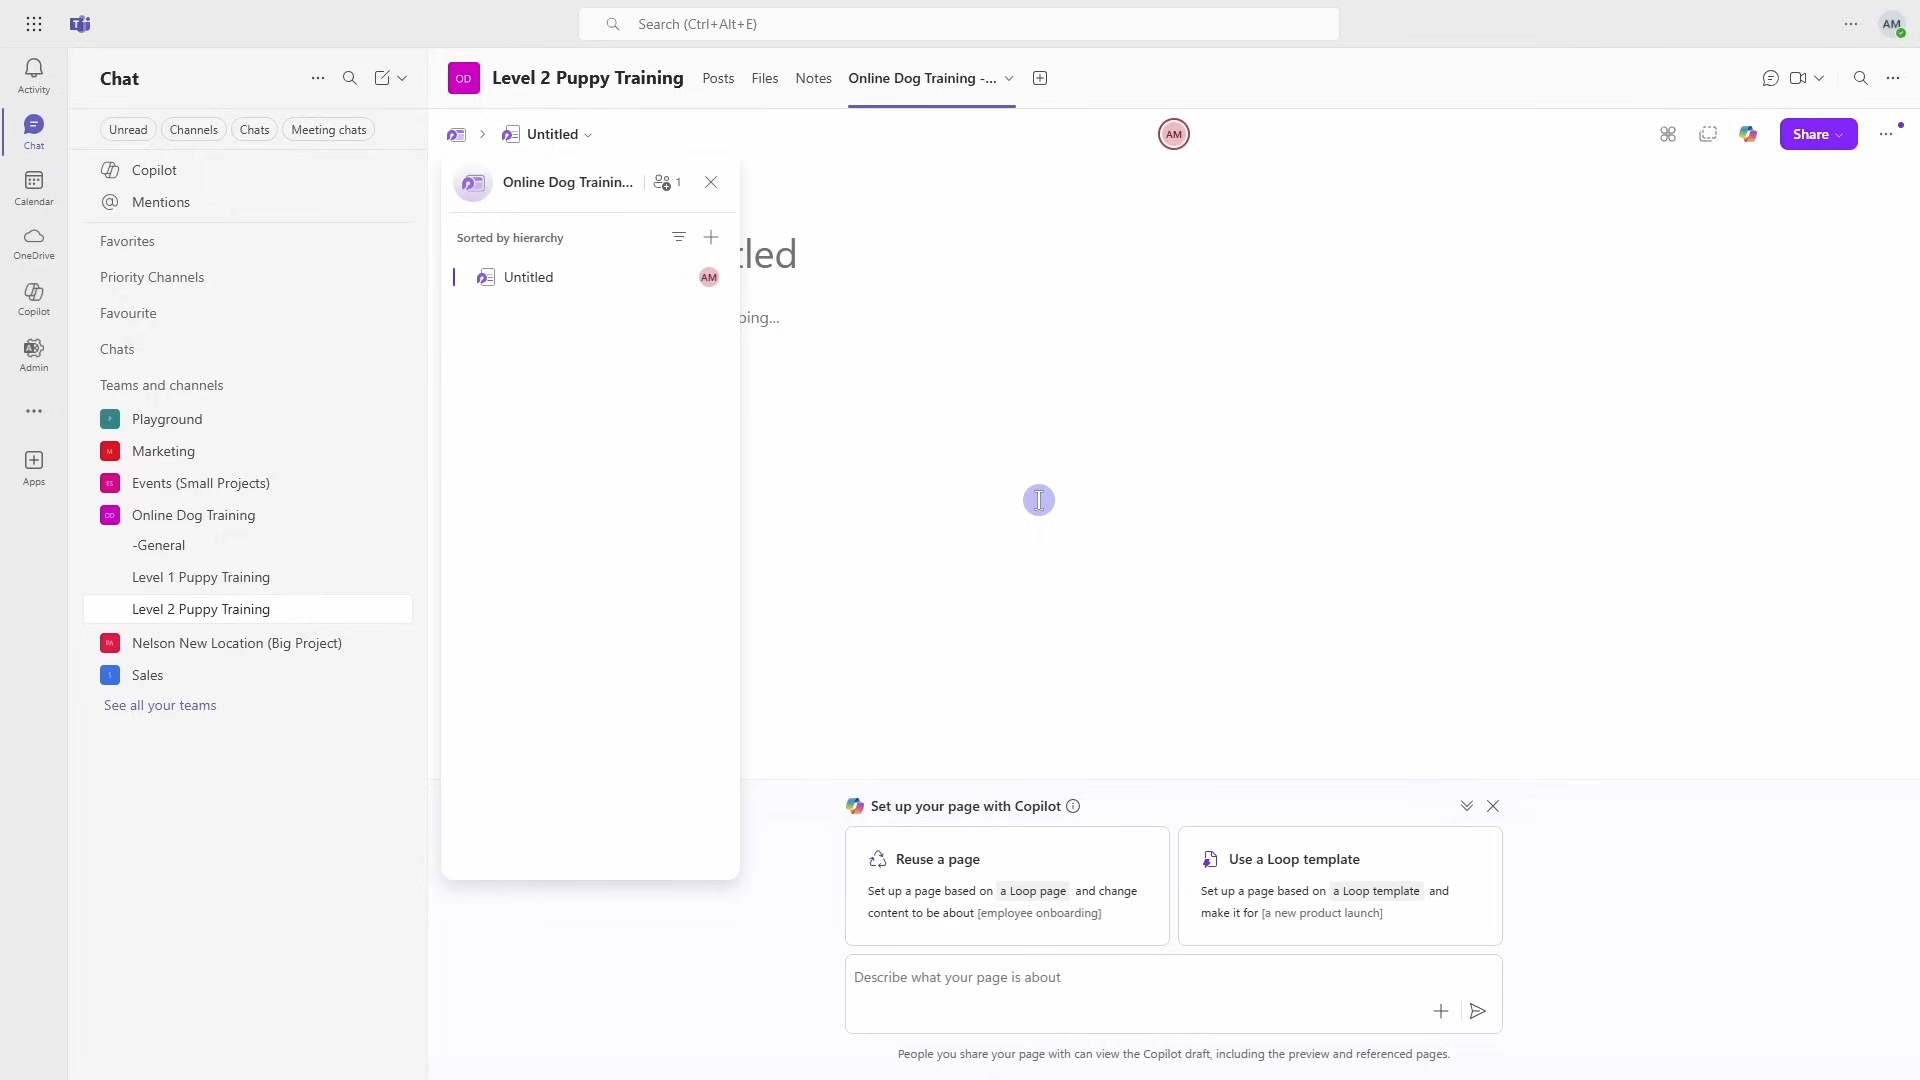 Search (Ctrl+Alt+E)
AM
Activity
Chat
Calendar
OneDrive
Copilot
Admin
Apps
Chat
Unread
Channels
Chats
Meeting chats
Copilot
Mentions
Favorites
Priority Channels
Favourite
Chats
Teams and channels
P Playground
M Marketing
ES Events (Small Projects)
OD Online Dog Training
-General
Level 1 Puppy Training
Level 2 Puppy Training
Nelson New Location (Big Project)
S Sales
See all your teams
OD Level 2 Puppy Training Posts Files Notes Online Dog Training -...
Untitled
AM
Share
Online Dog Trainin... 1
Sorted by hierarchy
Untitled AM
tled
ping...
Set up your page with Copilot
Reuse a page
Set up a page based on a Loop page and change
content to be about [employee onboarding]
Use a Loop template
Set up a page based on a Loop template and
make it for [a new product launch]
Describe what your page is about
People you share your page with can view the Copilot draft, including the preview and referenced pages.